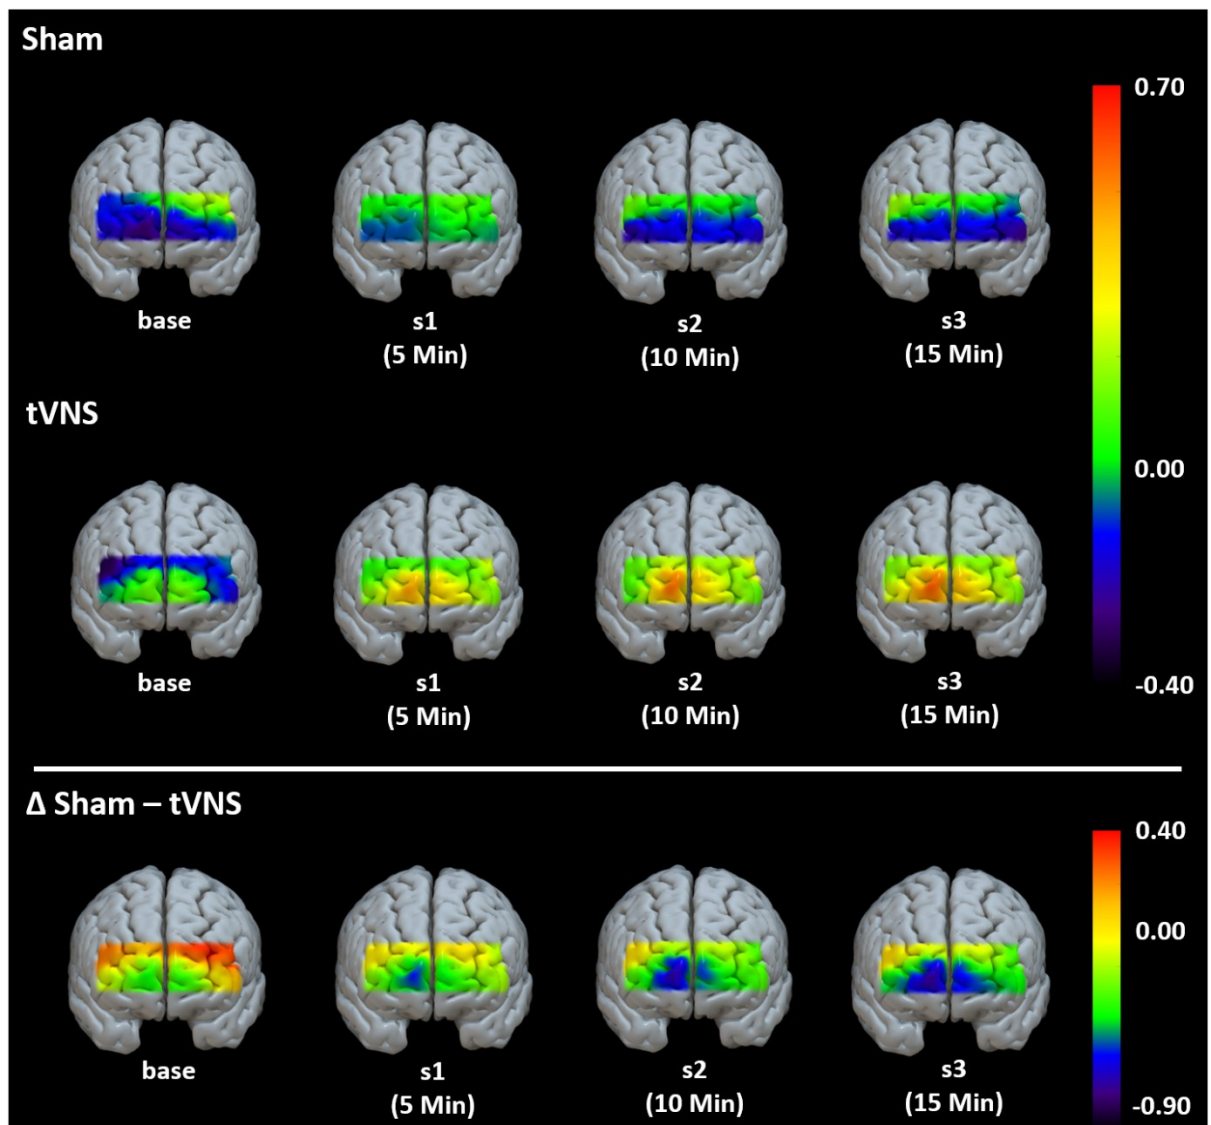 Sham
0.70
base
s1
(5 Min)
s2
(10 Min)
s3
(15 Min)
tVNS
0.00
base
s1
(5 Min)
s2
(10 Min)
s3
(15 Min)
-0.40
Δ Sham – tVNS
0.40
0.00
base
s1
(5 Min)
s2
(10 Min)
s3
(15 Min)
-0.90